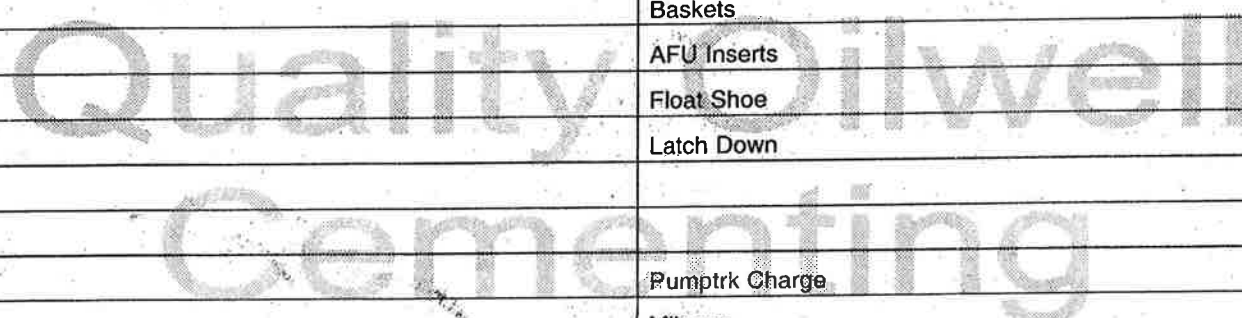 Baskets
AFU Inserts
Float Shoe
Latch Down
Pumptrk Charge
Quality Oilwell
Cementing